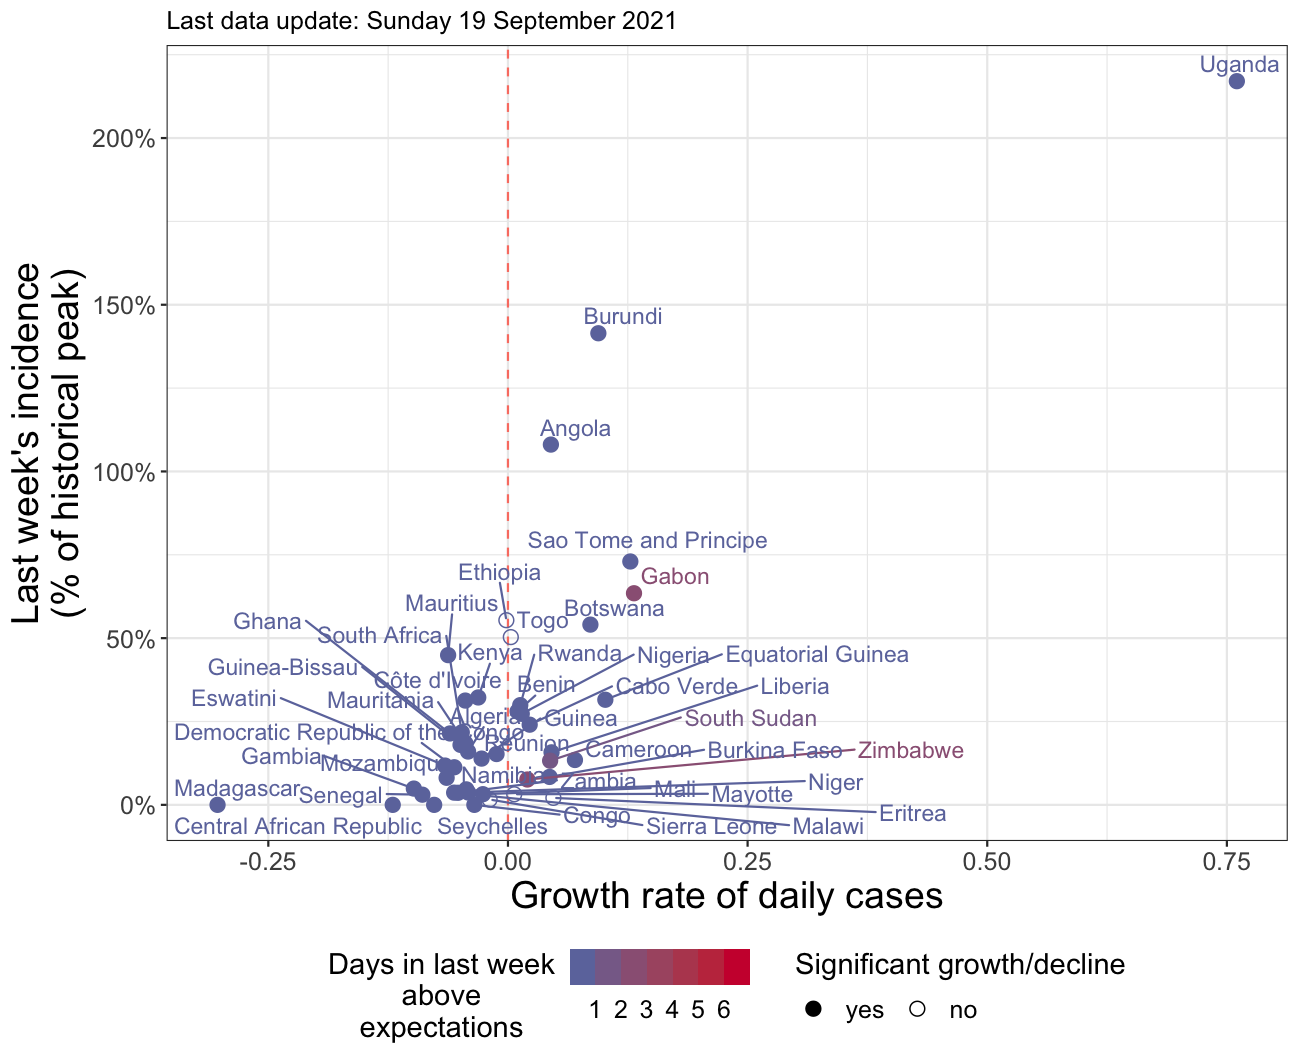 Last data update: Sunday 19 September 2021
Last week's incidence
(% of historical peak)
200%
150%
100%
50%
0%
Uganda
Burundi
Angola
Sao Tome and Principe
Ethiopia
Gabon
Mauritius
Botswana
Ghana
Togo
South Africa
Kenya
Rwanda
Nigeria
Equatorial Guinea
Guinea-Bissau
Côte d'Ivoire
Benin
Cabo Verde
Liberia
Eswatini
Mauritania
Algeria
Guinea
South Sudan
Democratic Republic of the Congo
Réunion
Cameroon
Burkina Faso
Zimbabwe
Gambia
Mozambique
Namibia
Zambia
Niger
Madagascar
Senegal
Mali
Mayotte
Congo
Eritrea
Central African Republic
Seychelles
Sierra Leone
Malawi
-0.25
0.00
0.25
0.50
0.75
Growth rate of daily cases
Days in last week
above
expectations
1 2 3 4 5 6
Significant growth/decline
yes
no